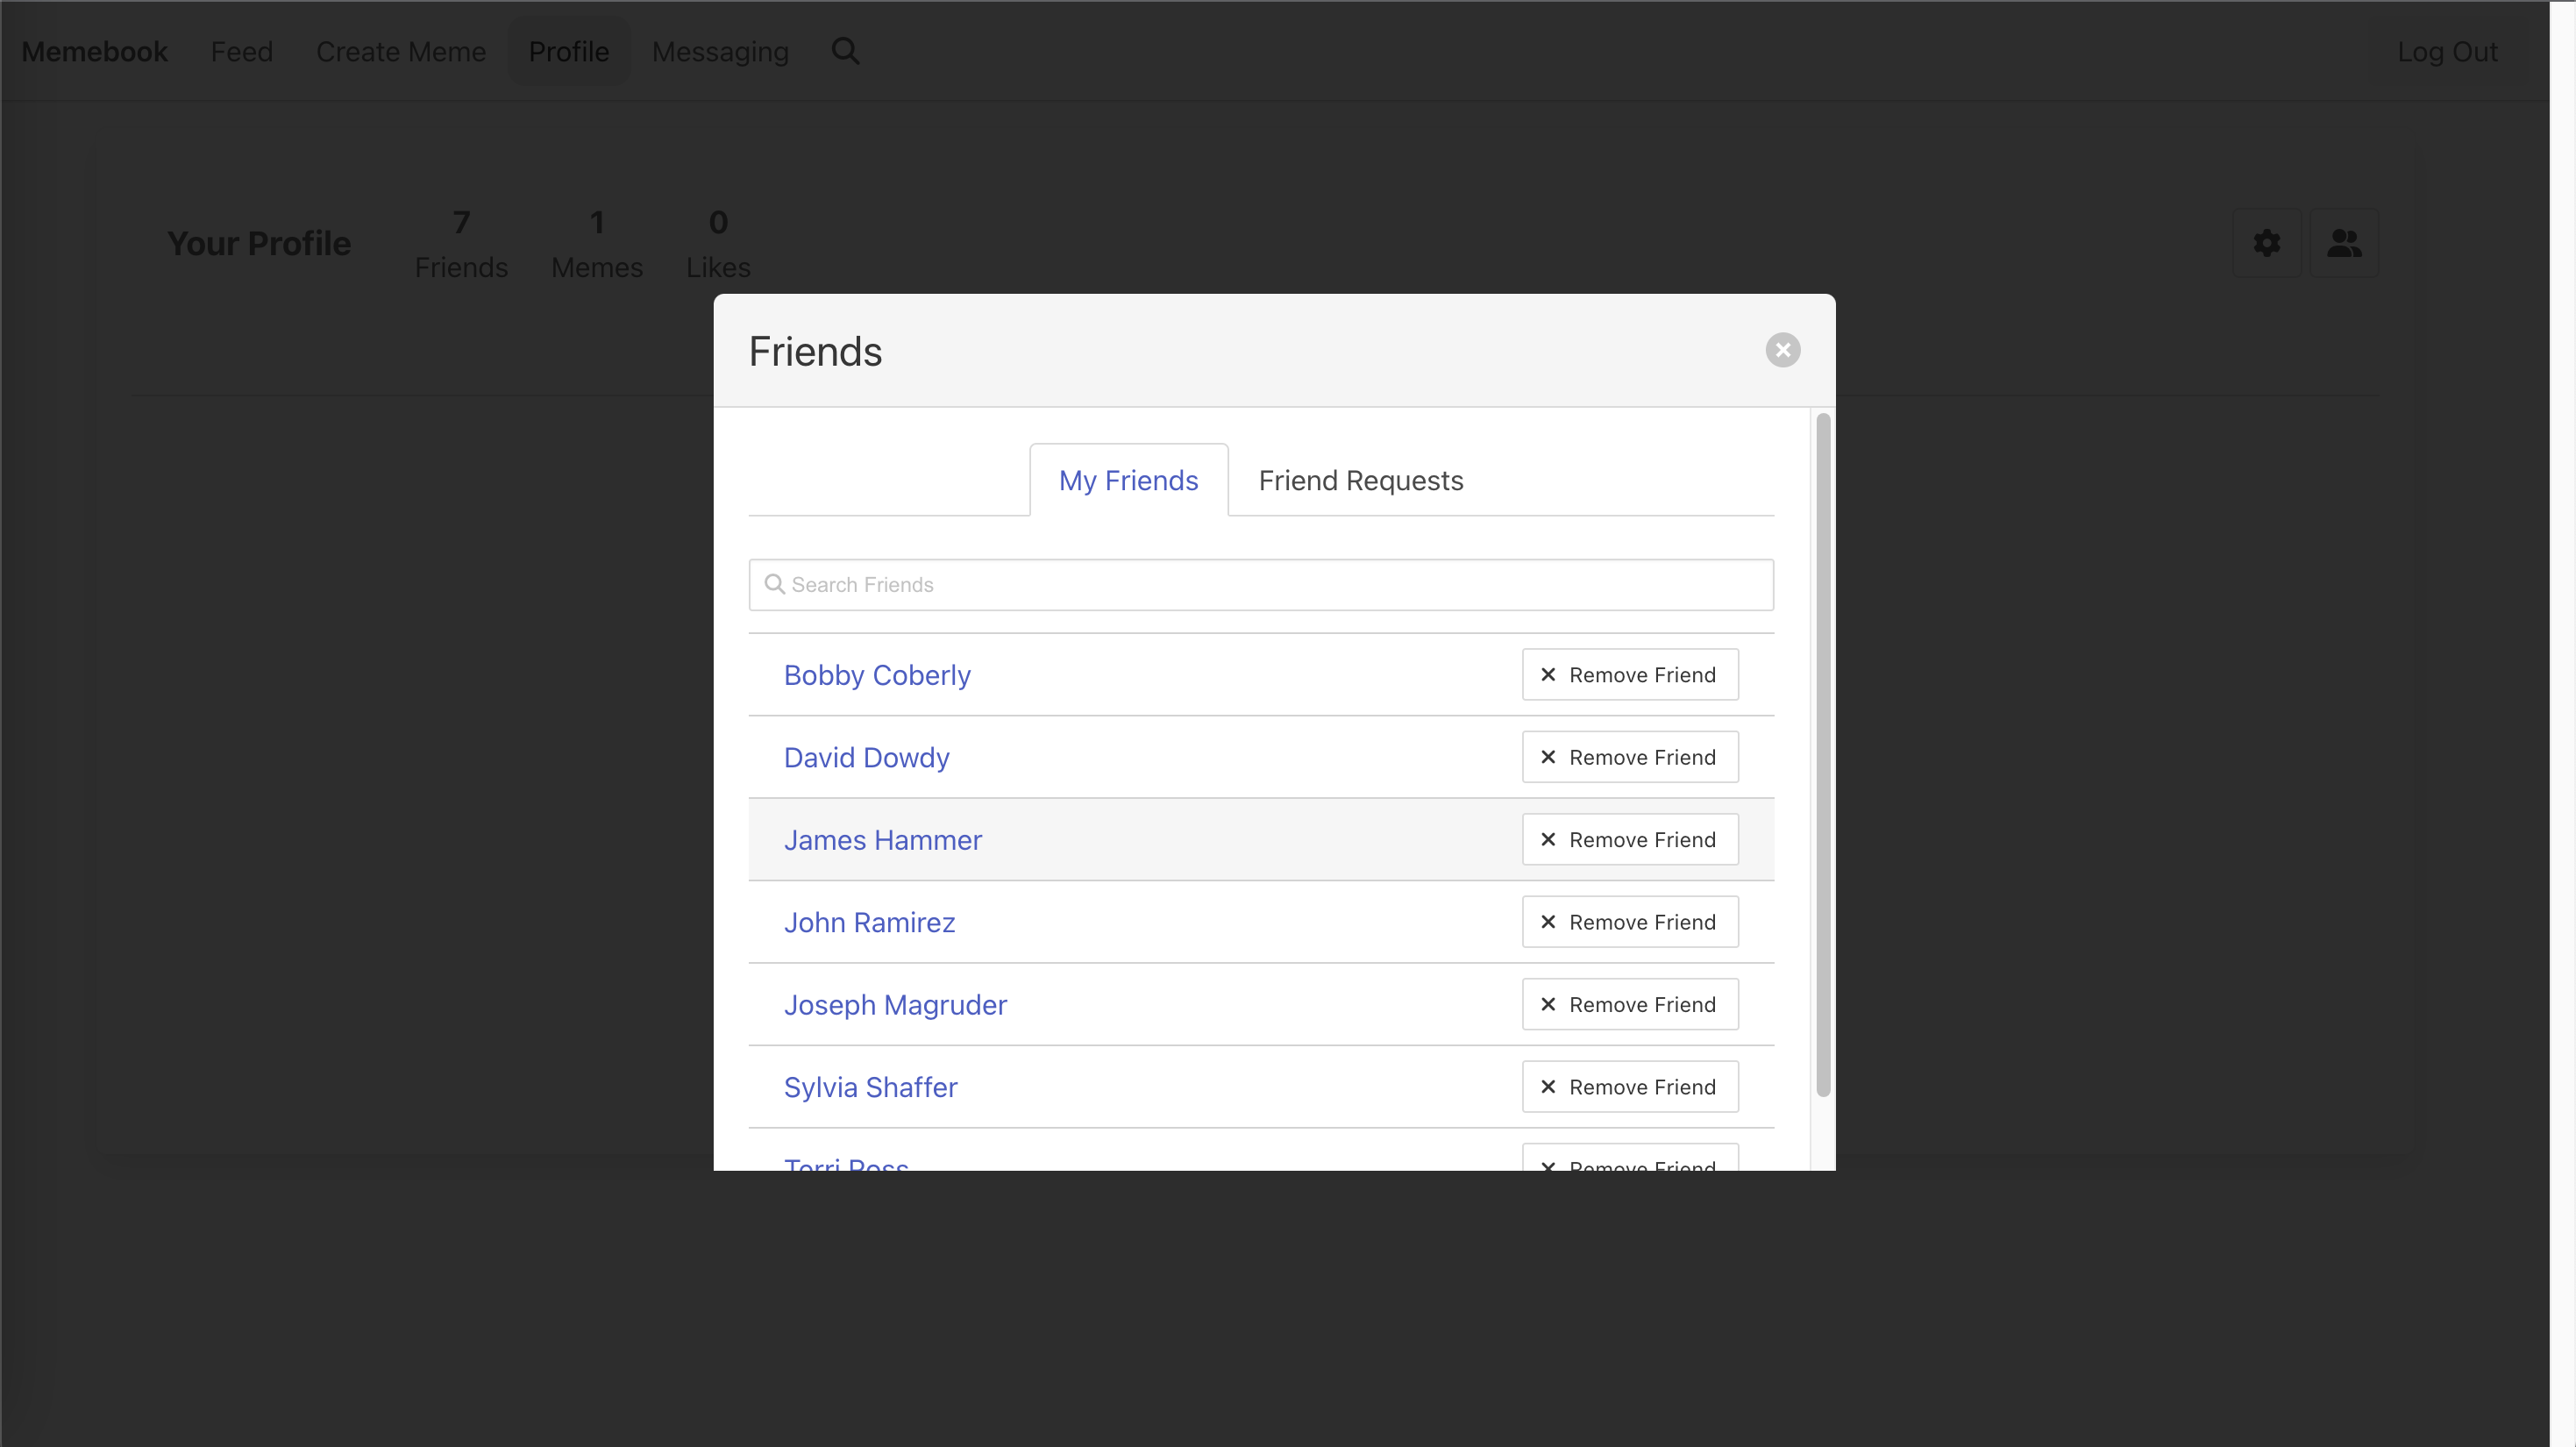 Memebook Feed Create Meme Profile Messaging Log Out
Your Profile
7 1 0
Friends Memes Likes
Friends
My Friends Friend Requests
Search Friends
Bobby Coberly Remove Friend
David Dowdy Remove Friend
James Hammer Remove Friend
John Ramirez Remove Friend
Joseph Magruder Remove Friend
Sylvia Shaffer Remove Friend
Remove Friend